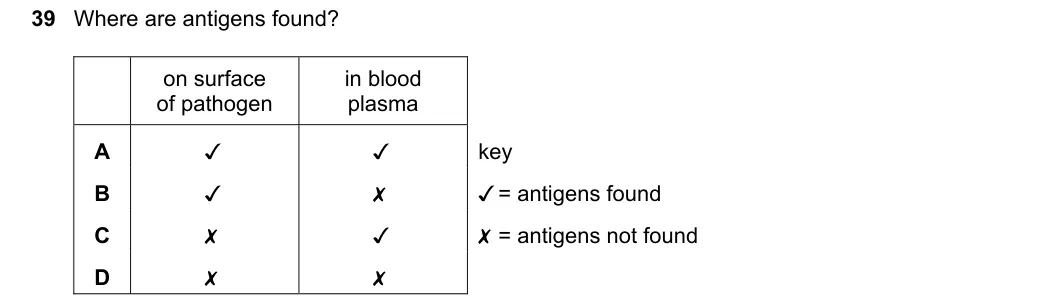 39 Where are antigens found?
on surface of pathogen in blood plasma
A ✓ ✓ key
B ✓ ✗ ✓ = antigens found
C ✗ ✓ ✗ = antigens not found
D ✗ ✗